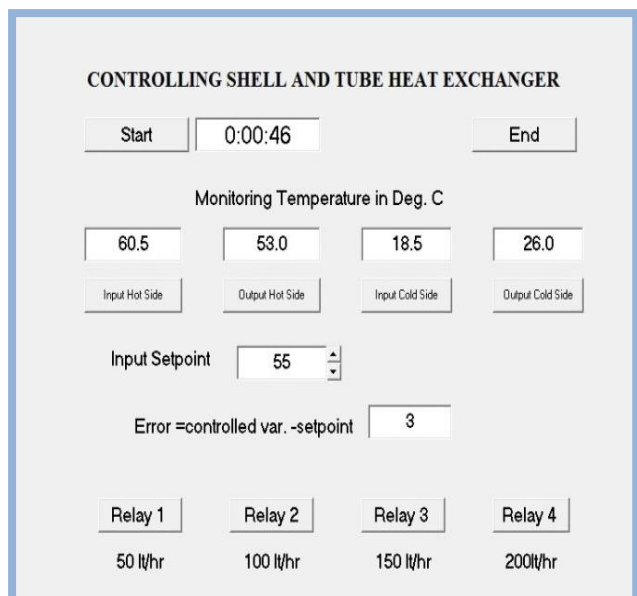 CONTROLLING SHELL AND TUBE HEAT EXCHANGER
Start 0:00:46 End
Monitoring Temperature in Deg. C
60.5 53.0 18.5 26.0
Input Hot Side Output Hot Side Input Cold Side Output Cold Side
Input Setpoint 55
Error =controlled var. -setpoint 3
Relay 1 Relay 2 Relay 3 Relay 4
50 lt/hr 100 lt/hr 150 lt/hr 200lt/hr